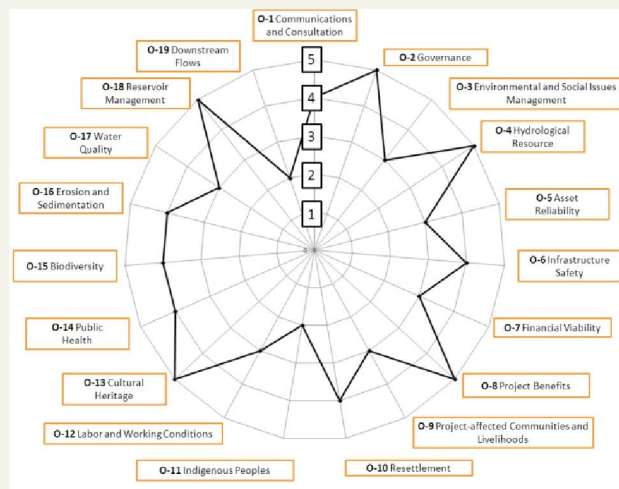 O-1 Communications
and Consultation
O-2 Governance
O-3 Environmental and Social Issues
Management
O-4 Hydrological
Resource
O-5 Asset
Reliability
O-6 Infrastructure
Safety
O-7 Financial Viability
O-8 Project Benefits
O-9 Project-affected Communities and
Livelihoods
O-10 Resettlement
O-11 Indigenous Peoples
O-12 Labor and Working Conditions
O-13 Cultural
Heritage
O-14 Public
Health
O-15 Biodiversity
O-16 Erosion and
Sedimentation
O-17 Water
Quality
O-18 Reservoir
Management
O-19 Downstream
Flows
5
4
3
2
1
0